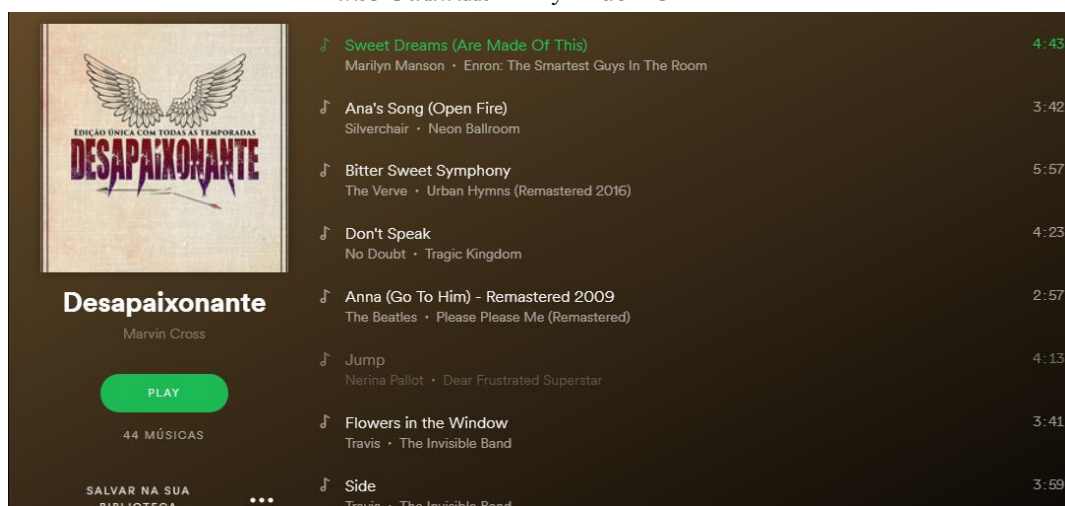 EDIÇÃO ÚNICA COM TODAS AS TEMPORADAS
DESAPAIXONANTE
Desapaixonante
Marvin Cross
PLAY
44 MÚSICAS
SALVAR NA SUA
BIBLIOTECA
Sweet Dreams (Are Made Of This) 4:43
Marilyn Manson • Enron: The Smartest Guys In The Room
Ana's Song (Open Fire) 3:42
Silverchair • Neon Ballroom
Bitter Sweet Symphony 5:57
The Verve • Urban Hymns (Remastered 2016)
Don't Speak 4:23
No Doubt • Tragic Kingdom
Anna (Go To Him) - Remastered 2009 2:57
The Beatles • Please Please Me (Remastered)
Jump 4:13
Nerina Pallot • Dear Frustrated Superstar
Flowers in the Window 3:41
Travis • The Invisible Band
Side 3:59
Travis • The Invisible Band